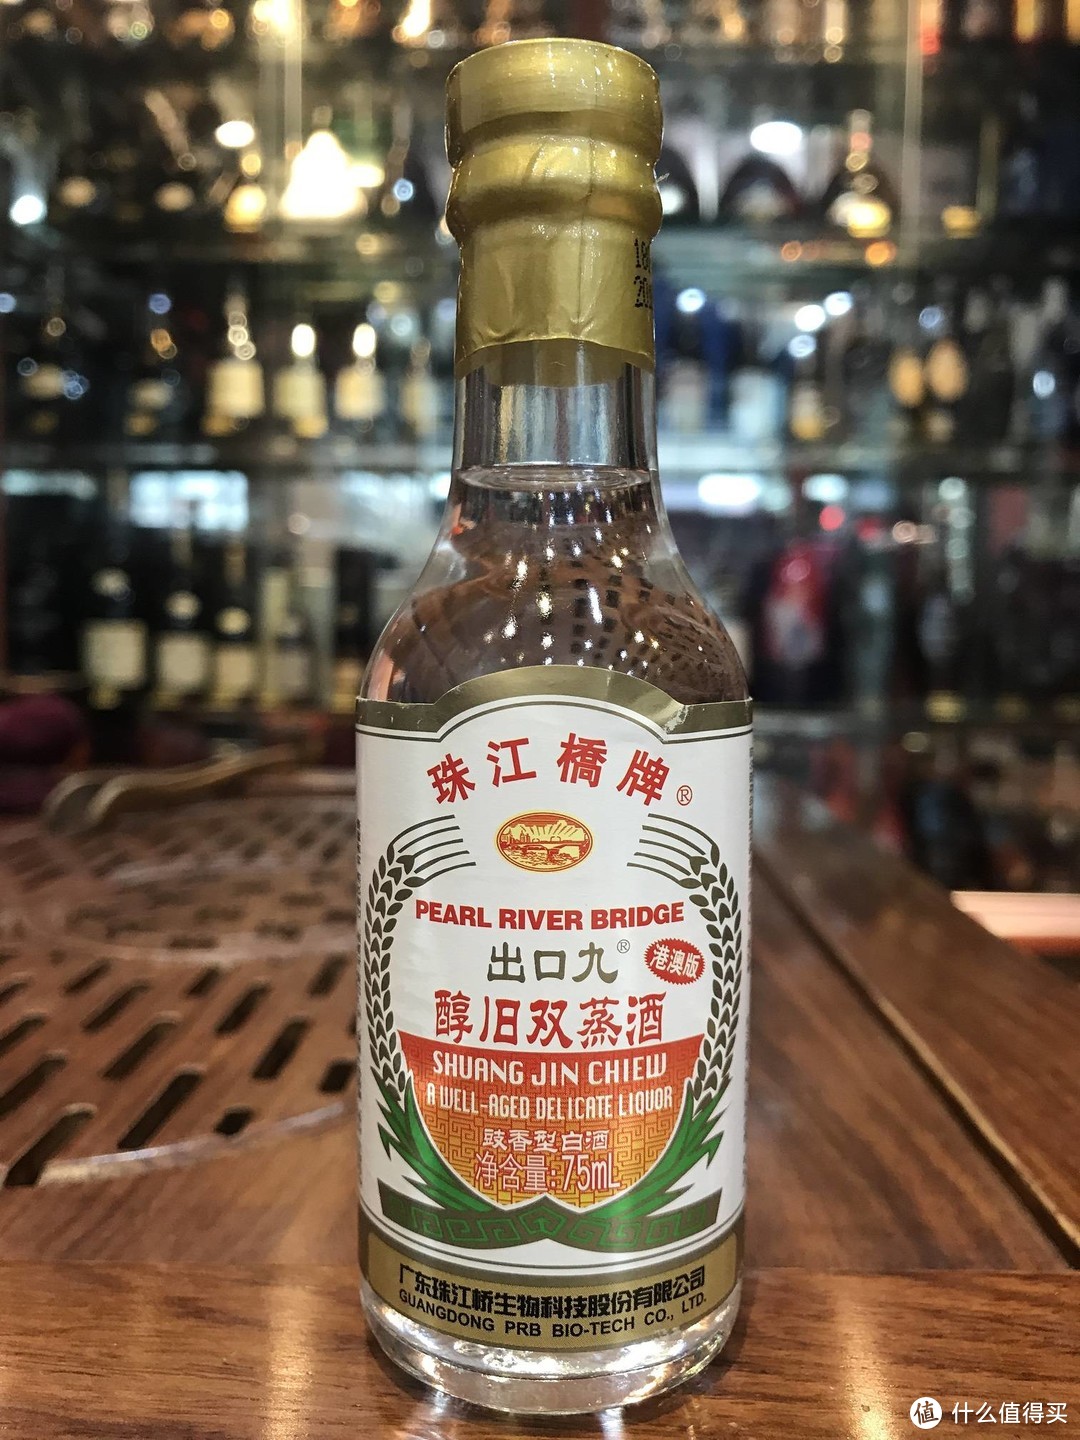 珠江橋牌®
PEARL RIVER BRIDGE
出口九®
港澳版
醇旧双蒸酒
SHUANG JIN CHIEW
A WELL-AGED DELICATE LIQUOR
豉香型白酒
净含量:75mL
广东珠江桥生物科技股份有限公司
GUANGDONG PRB BIO-TECH CO., LTD.
值 什么值得买